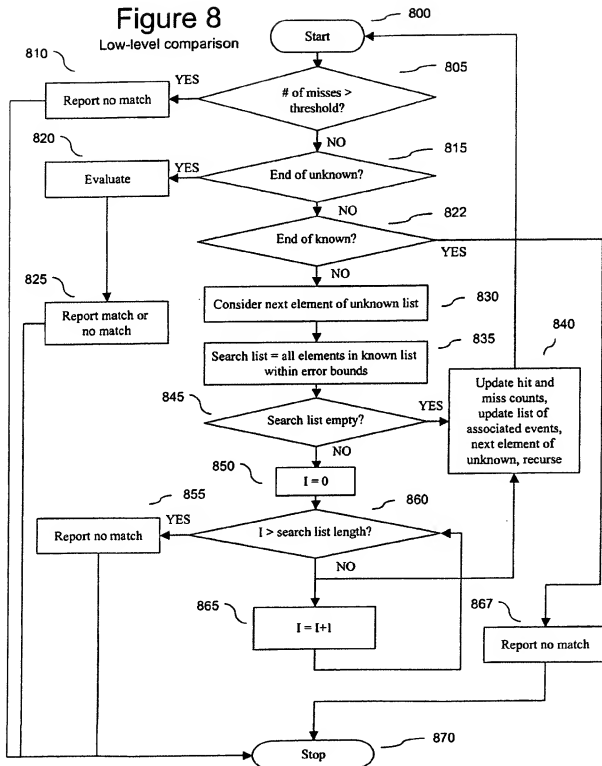 Figure 8
Low-level comparison
800
Start
810
805
YES
Report no match
# of misses >
threshold?
NO
820
815
YES
Evaluate
End of unknown?
NO
822
End of known?
YES
NO
825
Report match or
no match
Consider next element of unknown list
830
835
840
Search list = all elements in known list
within error bounds
845
Search list empty?
YES
Update hit and
miss counts,
update list of
associated events,
next element of
unknown, recurse
NO
850
I = 0
855
860
YES
Report no match
I > search list length?
NO
865
I = I+1
867
Report no match
870
Stop